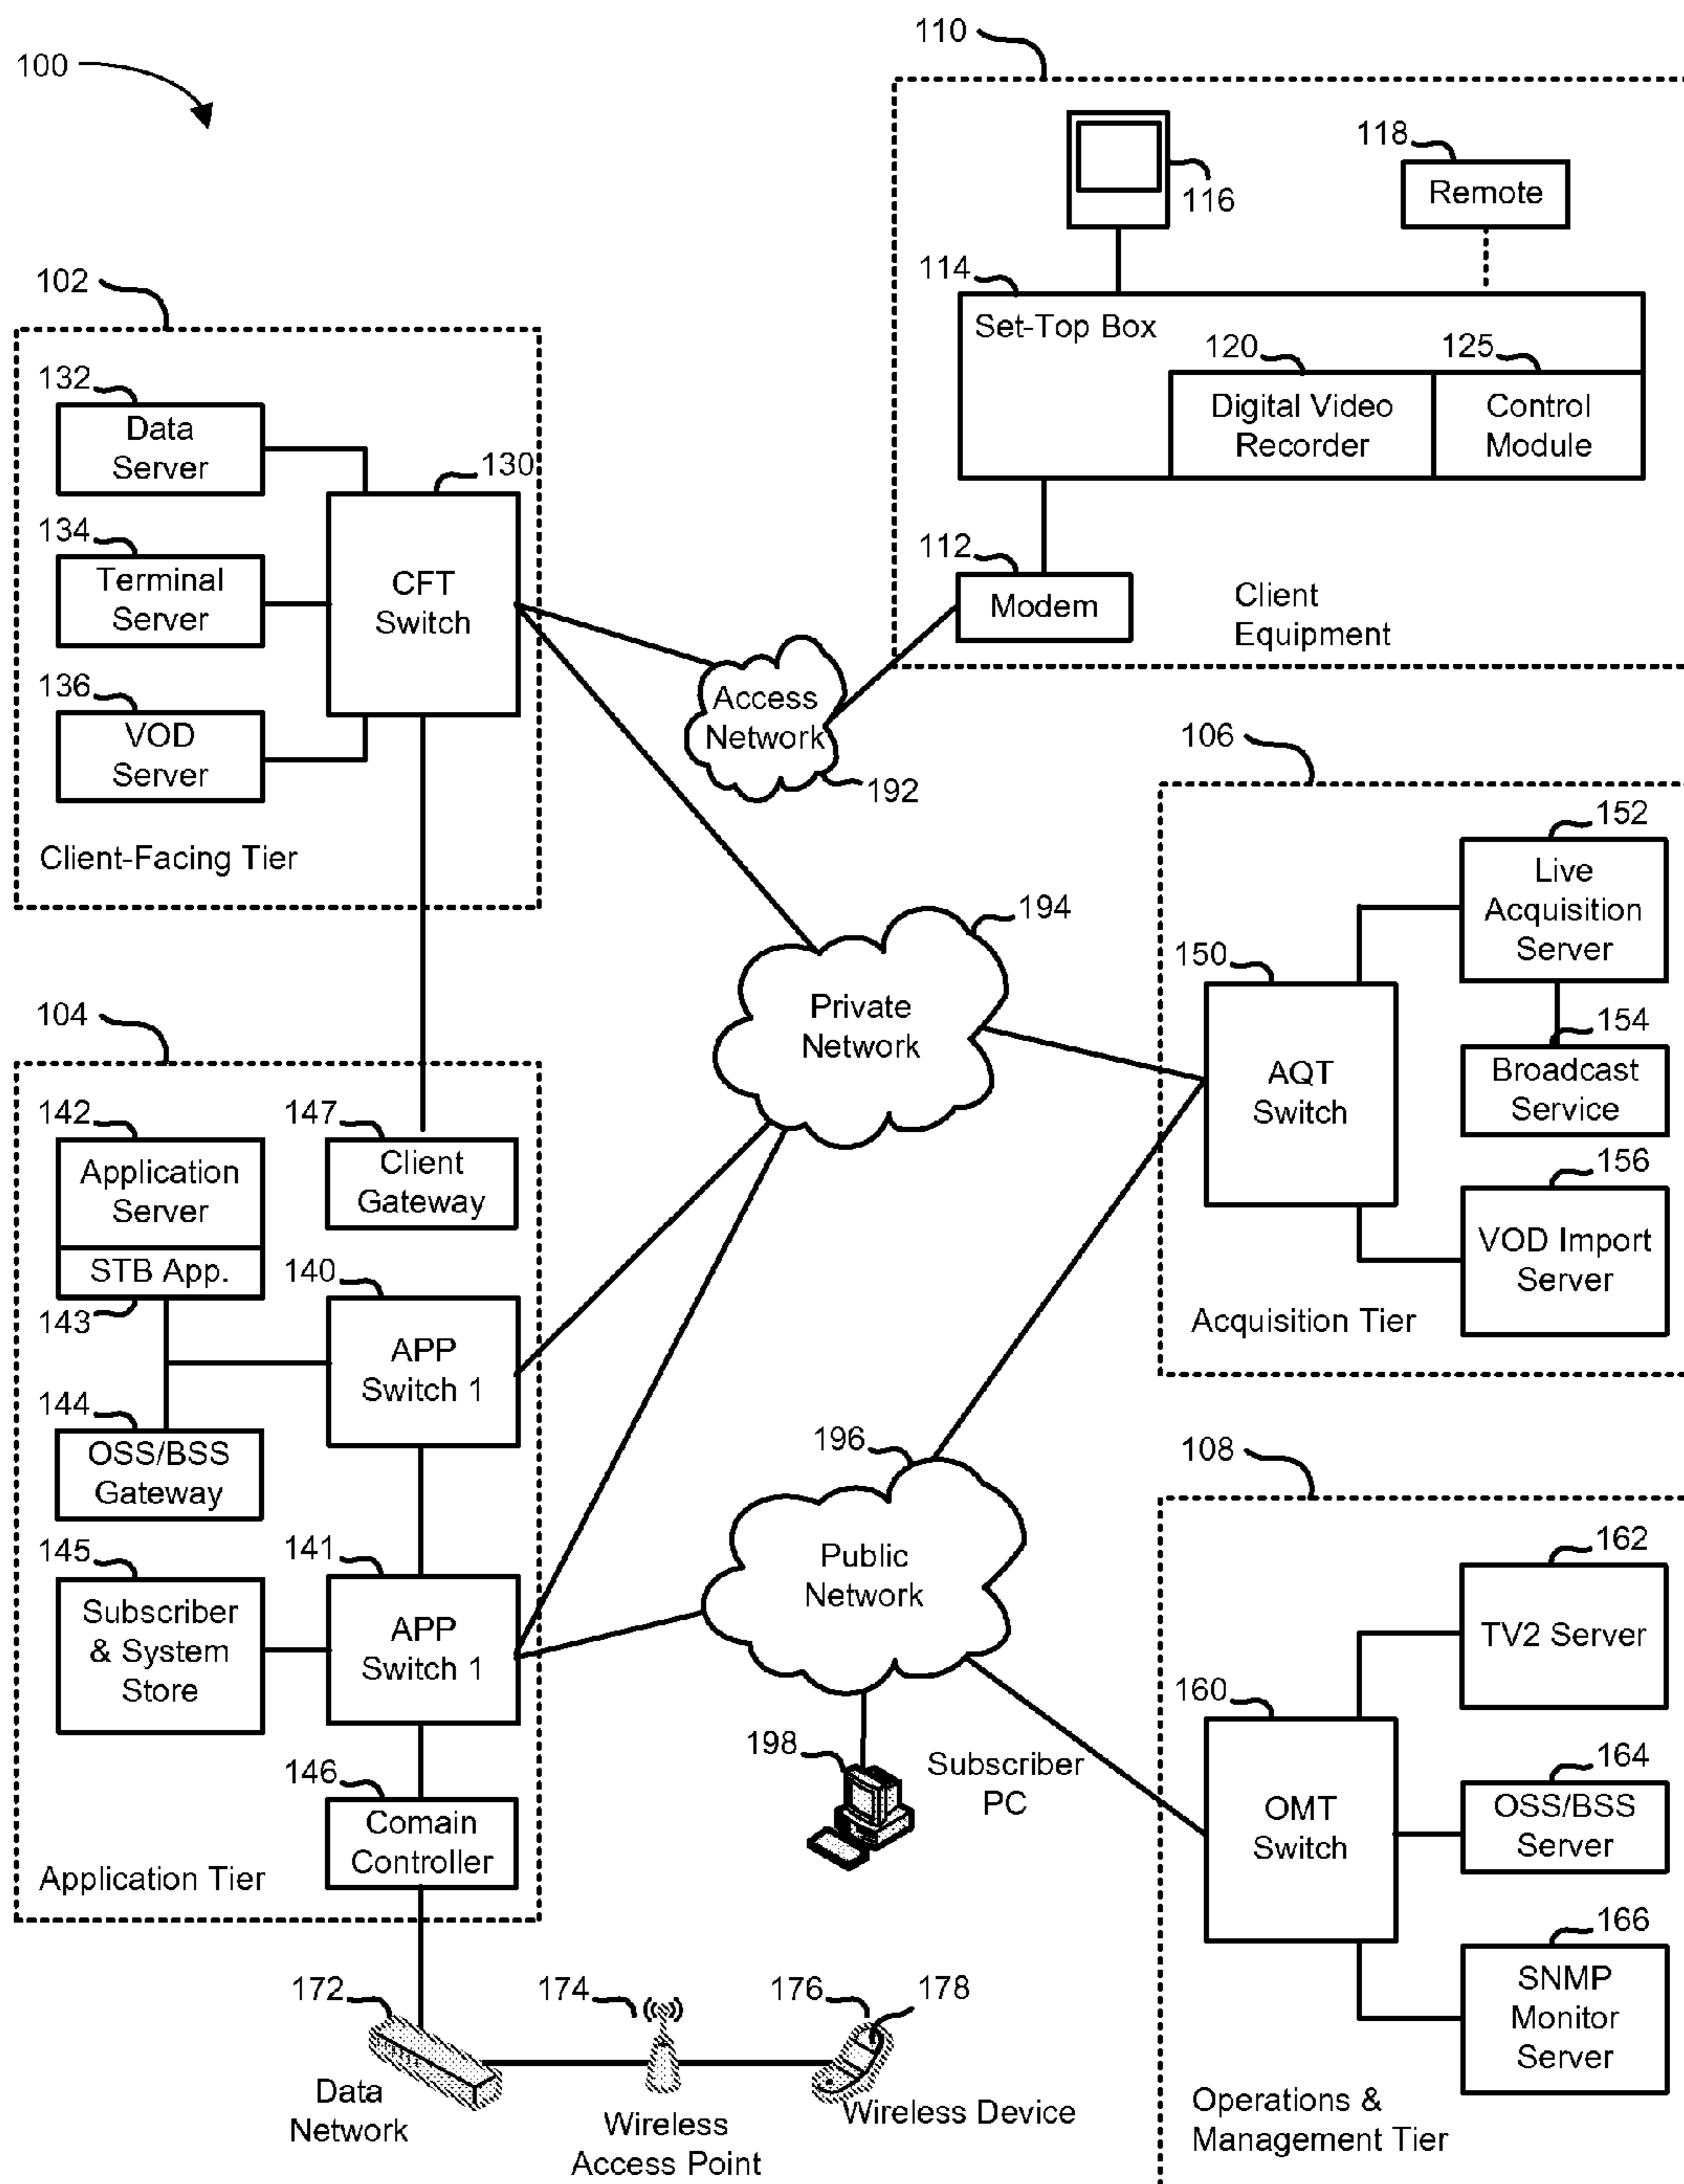 100
110
116
118
Remote
114
Set-Top Box
120
125
Digital Video
Recorder
Control
Module
112
Modem
Client
Equipment
102
132
Data
Server
130
134
Terminal
Server
CFT
Switch
136
VOD
Server
Client-Facing Tier
Access
Network
192
106
152
Live
Acquisition
Server
194
Private
Network
150
AQT
Switch
154
Broadcast
Service
156
VOD Import
Server
Acquisition Tier
104
142
Application
Server
STB App.
143
147
Client
Gateway
140
APP
Switch 1
144
OSS/BSS
Gateway
145
Subscriber
& System
Store
141
APP
Switch 1
146
Comain
Controller
Application Tier
196
Public
Network
198
Subscriber
PC
108
162
TV2 Server
160
OMT
Switch
164
OSS/BSS
Server
166
SNMP
Monitor
Server
Operations &
Management Tier
172
Data
Network
174
Wireless
Access Point
176
178
Wireless Device